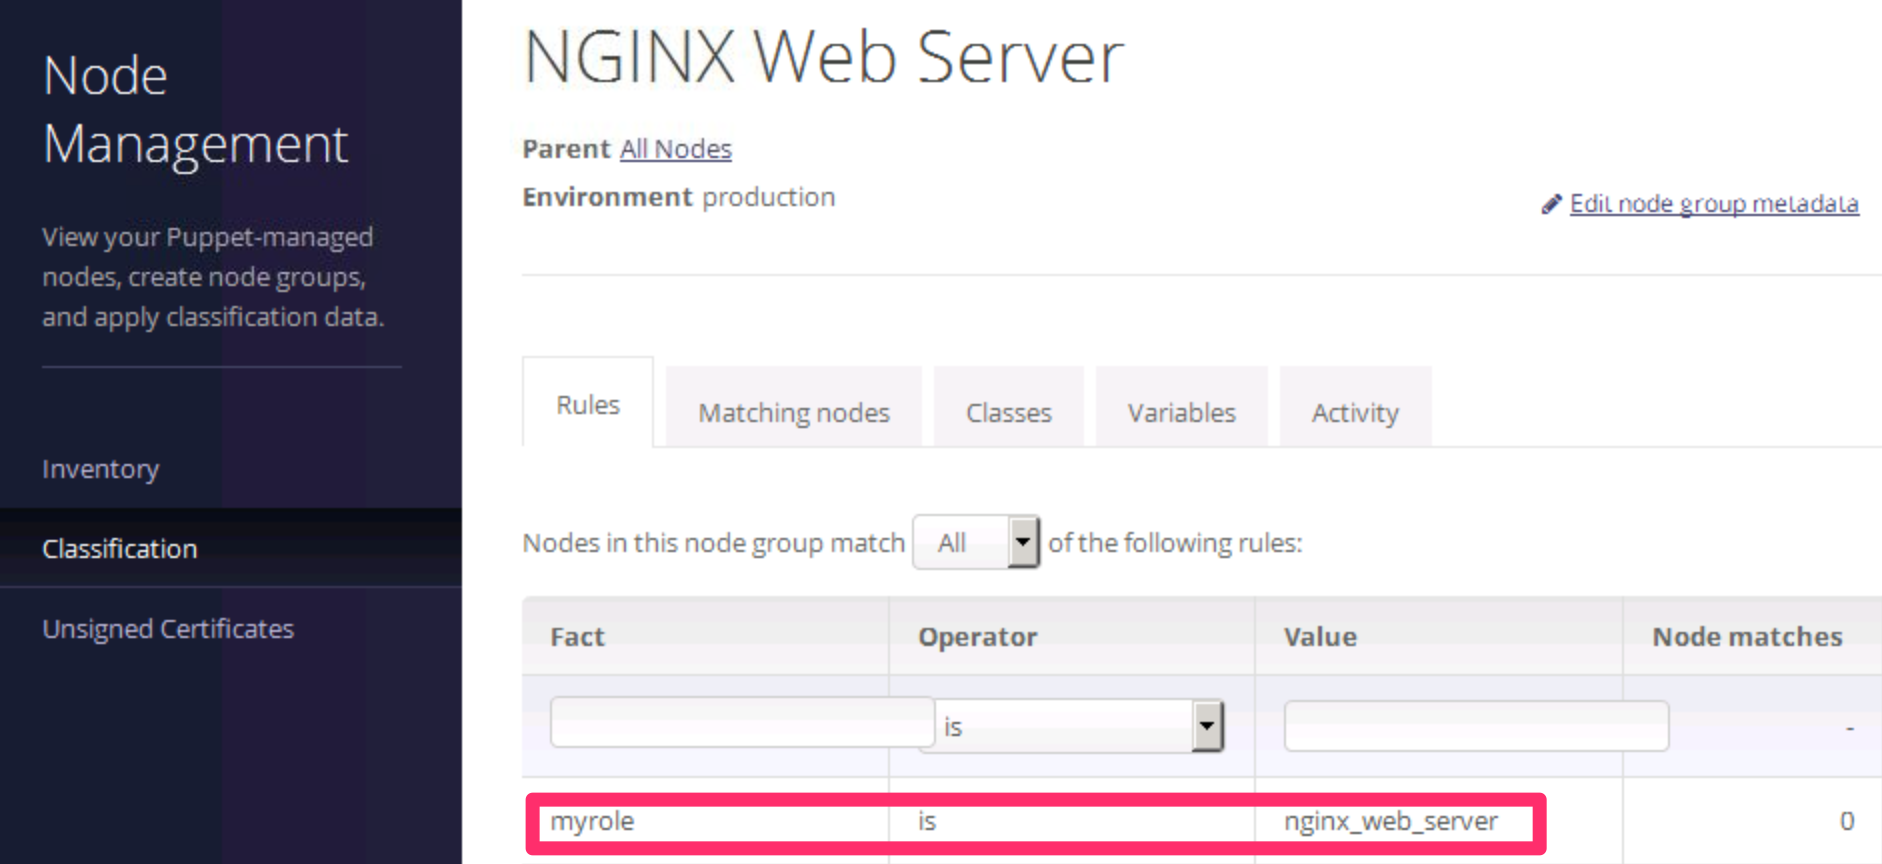 Node
Management
View your Puppet-managed
nodes, create node groups,
and apply classification data.
Inventory
Classification
Unsigned Certificates
NGINX Web Server
Parent All Nodes
Environment production
Edit node group metadata
Rules Matching nodes Classes Variables Activity
Nodes in this node group match All of the following rules:
Fact Operator Value Node matches
is -
myrole is nginx_web_server 0